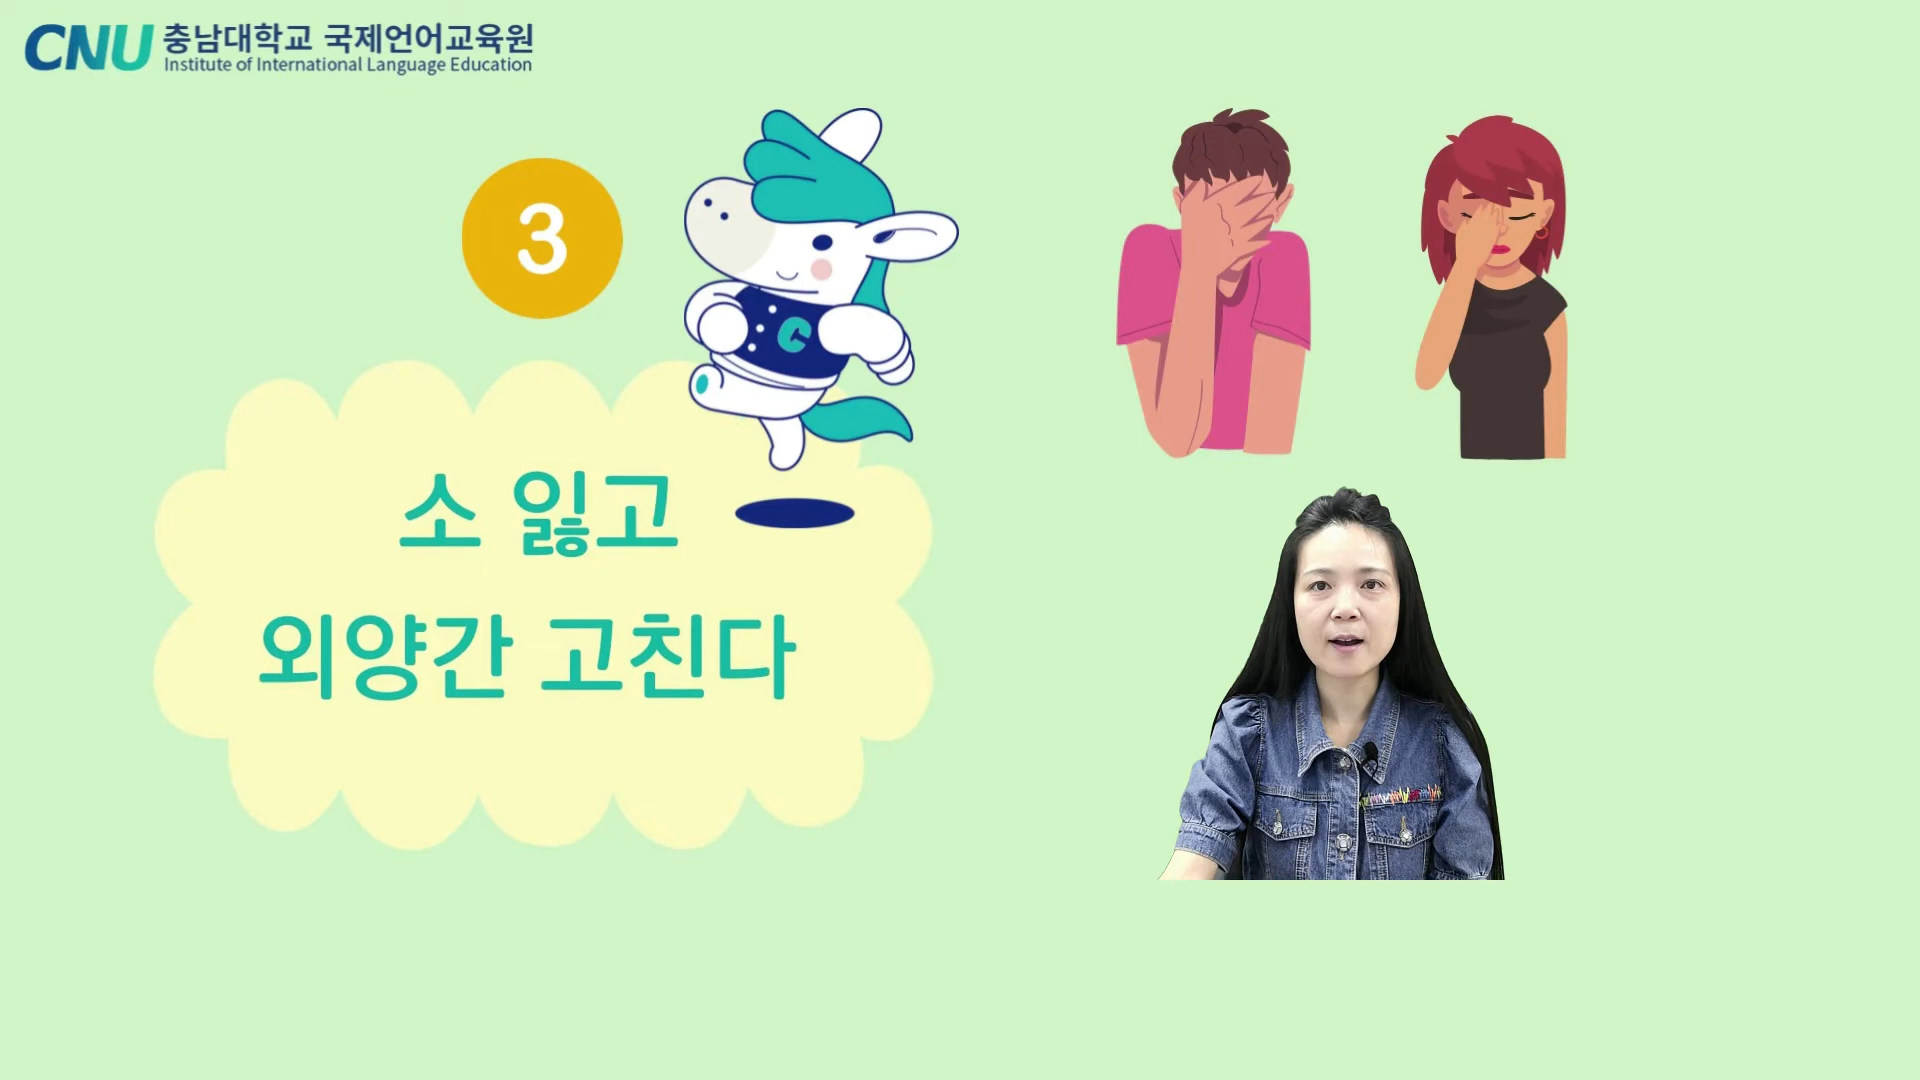 CNU 충남대학교 국제언어교육원
Institute of International Language Education
3
C
소 잃고
외양간 고친다